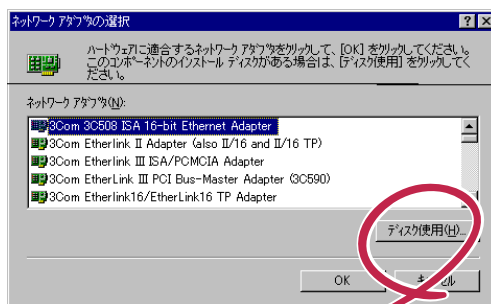 ネットワーク アダプタの選択
ハードウェアに適合するネットワーク アダプタをクリックして、[OK] をクリックしてください。
このコンポーネントのインストール ディスクがある場合は、[ディスク使用] をクリックしてく
ださい。
ネットワーク アダプタ(N):
3Com 3C508 ISA 16-bit Ethernet Adapter
3Com Etherlink II Adapter (also II/16 and II/16 TP)
3Com Etherlink III ISA/PCMCIA Adapter
3Com EtherLink III PCI Bus-Master Adapter (3C590)
3Com Etherlink16/EtherLink16 TP Adapter
ディスク使用(H)...
OK
キャンセル